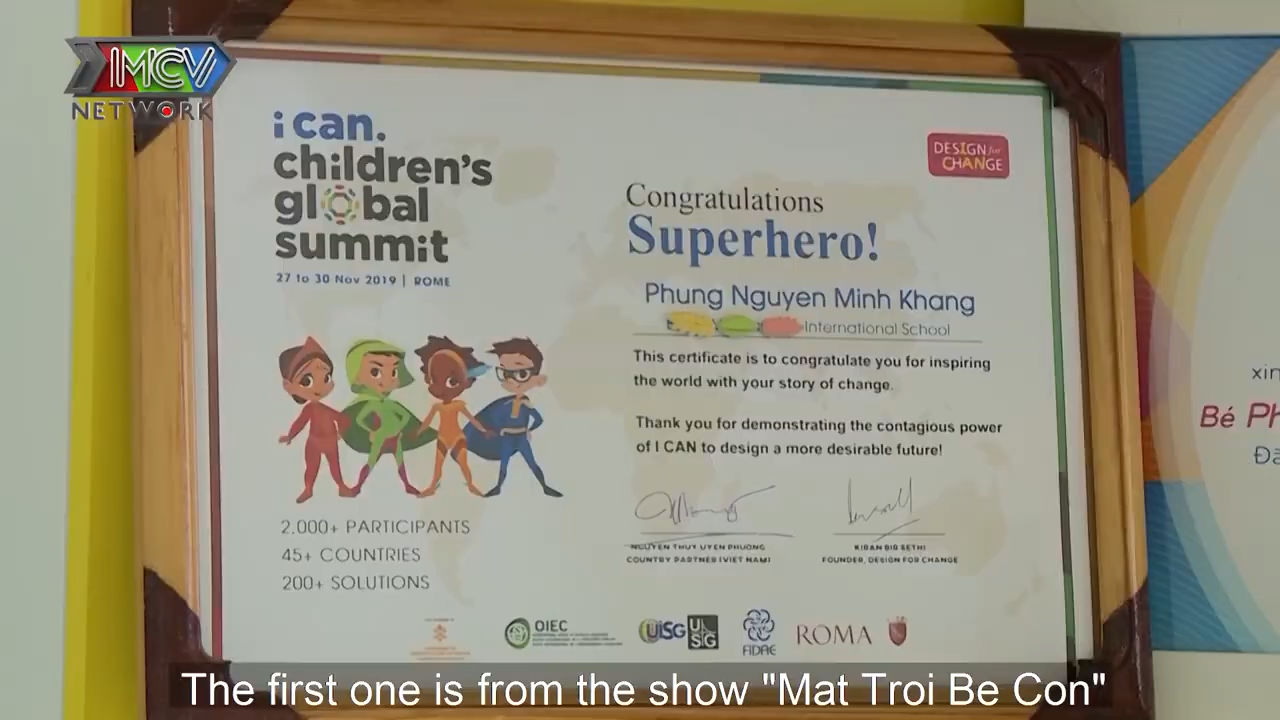 MCV
NETWORK
i can.
children's
global
summit
27 to 30 Nov 2019 | ROME
DESIGN for
CHANGE
Congratulations
Superhero!
Phung Nguyen Minh Khang
International School
This certificate is to congratulate you for inspiring
the world with your story of change.
Thank you for demonstrating the contagious power
of I CAN to design a more desirable future!
2.000+ PARTICIPANTS
45+ COUNTRIES
200+ SOLUTIONS
NGUYEN THUY UYEN PHUONG
COUNTRY PARTNER (VIET NAM)
KIRAN BIR SETHI
FOUNDER, DESIGN FOR CHANGE
OIEC
UISG
USG
FIDAE
ROMA
xin
Bé Ph
Đã
The first one is from the show "Mat Troi Be Con"